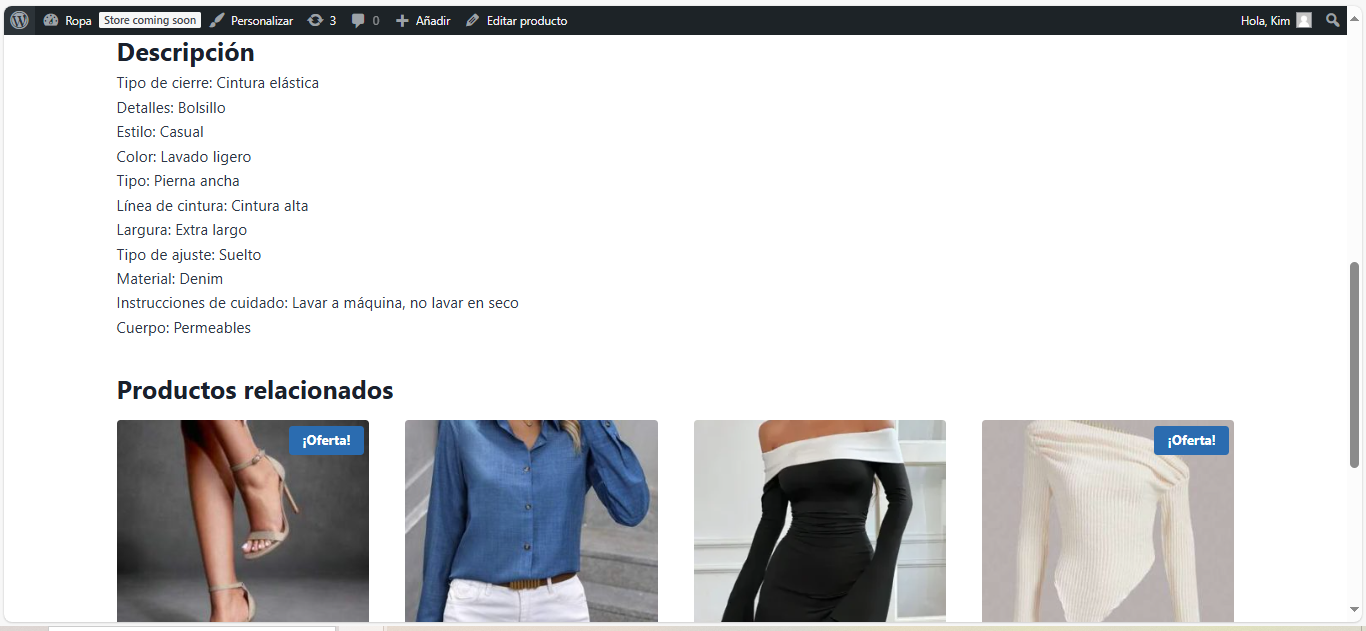 Ropa Store coming soon Personalizar 3 0 Añadir Editar producto Hola, Kim
Descripción
Tipo de cierre: Cintura elástica
Detalles: Bolsillo
Estilo: Casual
Color: Lavado ligero
Tipo: Pierna ancha
Línea de cintura: Cintura alta
Largura: Extra largo
Tipo de ajuste: Suelto
Material: Denim
Instrucciones de cuidado: Lavar a máquina, no lavar en seco
Cuerpo: Permeables
Productos relacionados
¡Oferta!
¡Oferta!